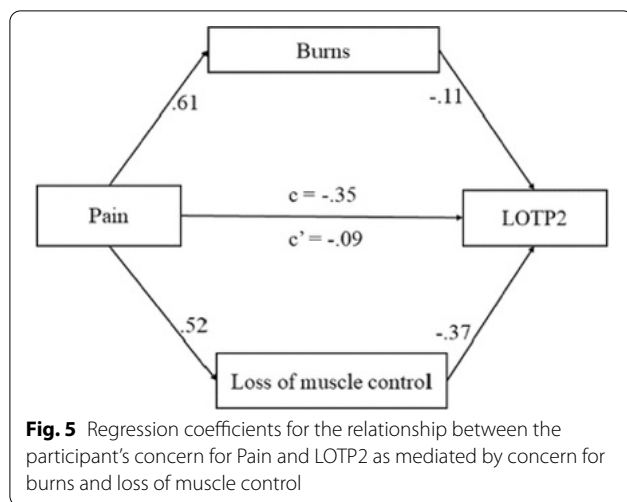 Burns
.61
-.11
c = -.35
Pain
LOTP2
c' = -.09
.52
-.37
Loss of muscle control
Fig. 5 Regression coefficients for the relationship between the
participant's concern for Pain and LOTP2 as mediated by concern for
burns and loss of muscle control